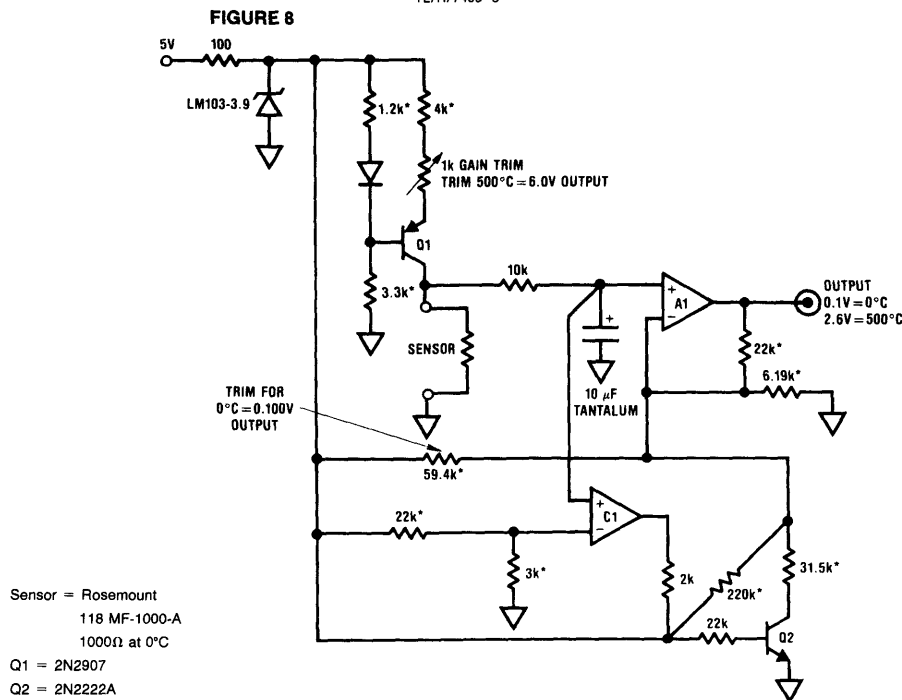 FIGURE 8
5V
100
LM103-3.9
1.2k*
4k*
1k GAIN TRIM
TRIM 500°C=6.0V OUTPUT
Q1
3.3k*
10k
SENSOR
+
10 μF
TANTALUM
+
A1
−
OUTPUT
0.1V=0°C
2.6V=500°C
22k*
6.19k*
TRIM FOR
0°C=0.100V
OUTPUT
59.4k*
22k*
+
C1
−
3k*
2k
220k*
31.5k*
22k
Q2
Sensor = Rosemount
118 MF-1000-A
1000Ω at 0°C
Q1 = 2N2907
Q2 = 2N2222A